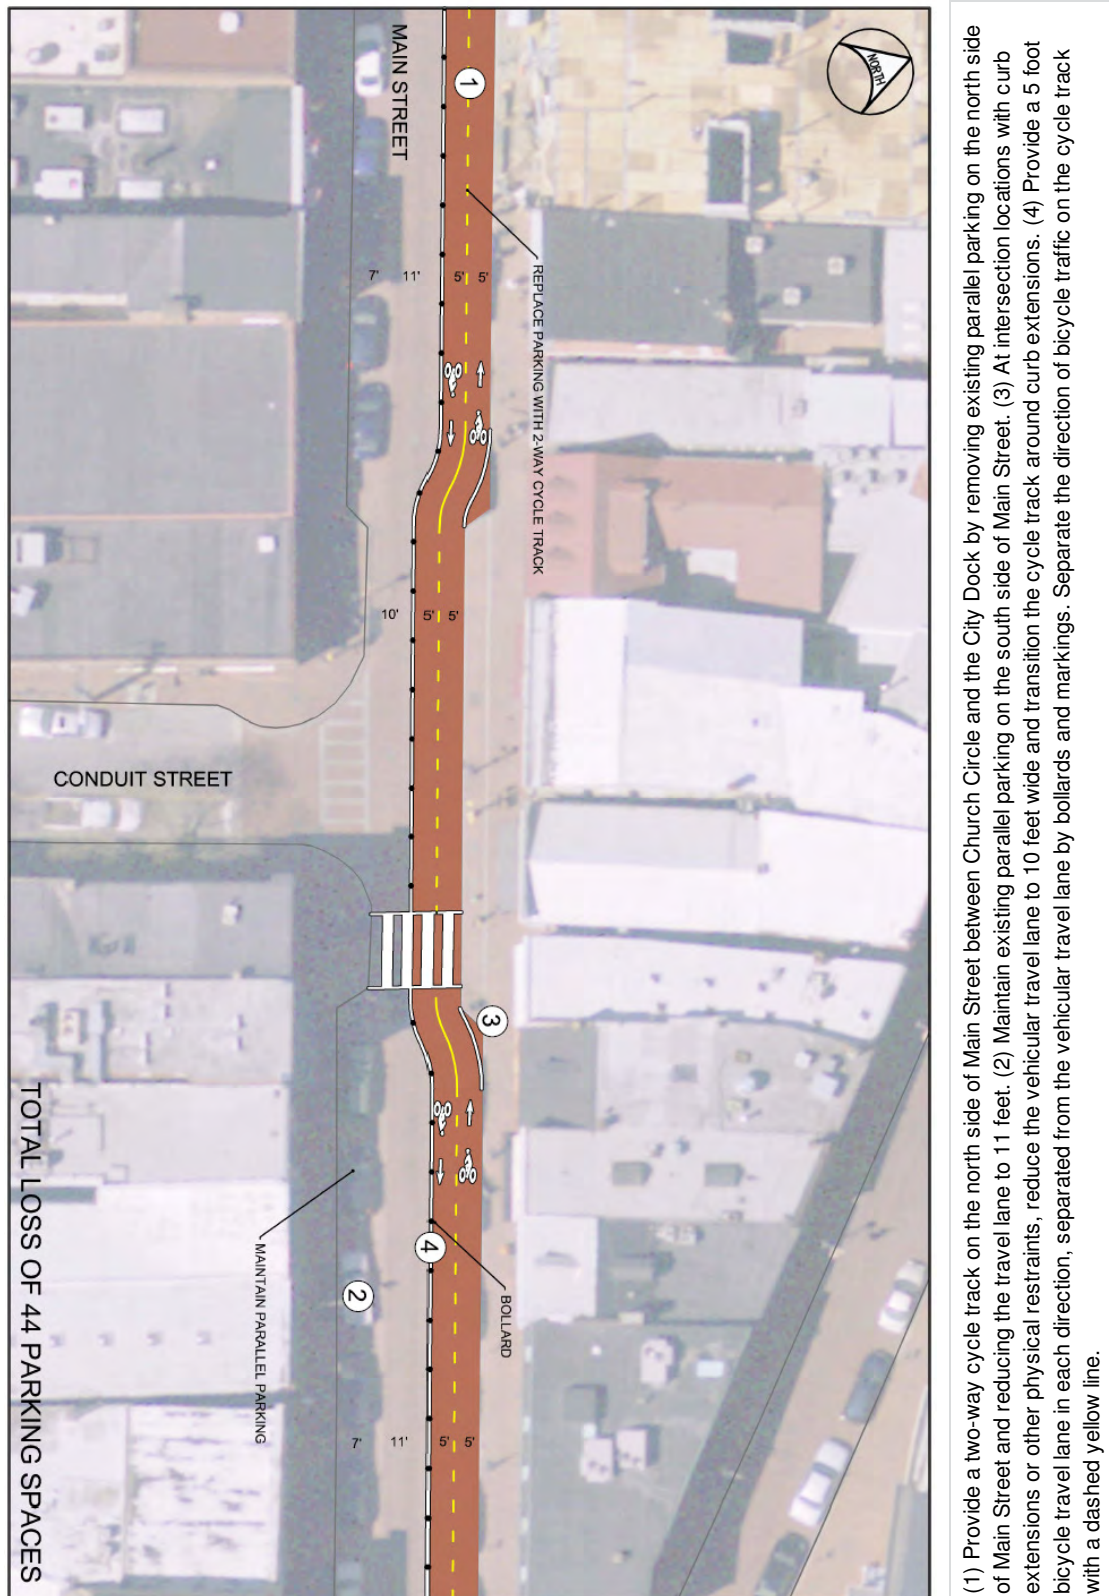 MAIN STREET
1
NORTH
REPLACE PARKING WITH 2-WAY CYCLE TRACK
7' 11' 5' 5'
10' 5' 5'
CONDUIT STREET
3
4
2
BOLLARD
MAINTAIN PARALLEL PARKING
7' 11' 5' 5'
TOTAL LOSS OF 44 PARKING SPACES
(1) Provide a two-way cycle track on the north side of Main Street between Church Circle and the City Dock by removing existing parallel parking on the north side
of Main Street and reducing the travel lane to 11 feet. (2) Maintain existing parallel parking on the south side of Main Street. (3) At intersection locations with curb
extensions or other physical restraints, reduce the vehicular travel lane to 10 feet wide and transition the cycle track around curb extensions. (4) Provide a 5 foot
bicycle travel lane in each direction, separated from the vehicular travel lane by bollards and markings. Separate the direction of bicycle traffic on the cycle track
with a dashed yellow line.